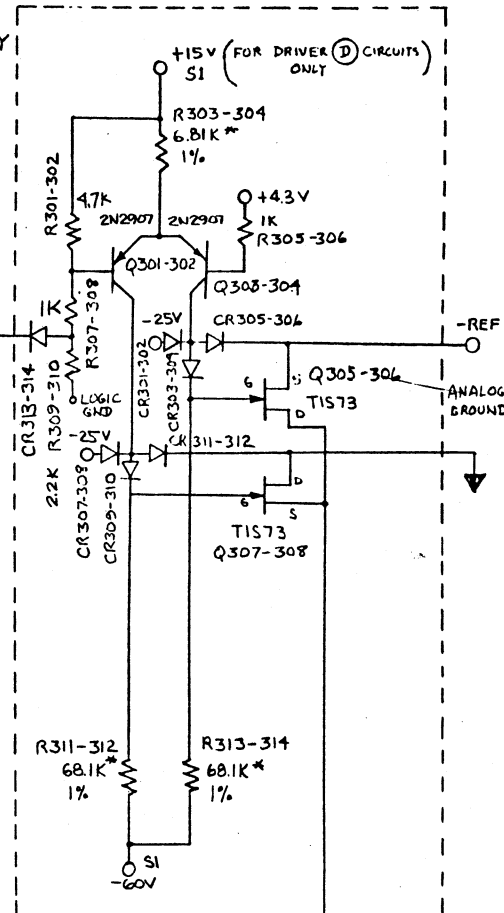 Y
+15V (FOR DRIVER D CIRCUITS)
S1 ONLY
R303-304
6.81K*
1%
R301-302
4.7K
2N2907 2N2907
+4.3V
1K
R305-306
Q301-302
Q303-304
1K
R307-308
-25V
CR305-306
-REF
CR301-302
CR303-304
CR313-314
R309-310
2.2K
LOGIC
GND
G
S
D
Q305-306
TIS73
ANALOG
GROUND
-25V
CR311-312
CR307-308
CR309-310
G
D
S
TIS73
Q307-308
R311-312
68.1K*
1%
R313-314
68.1K*
1%
S1
-60V